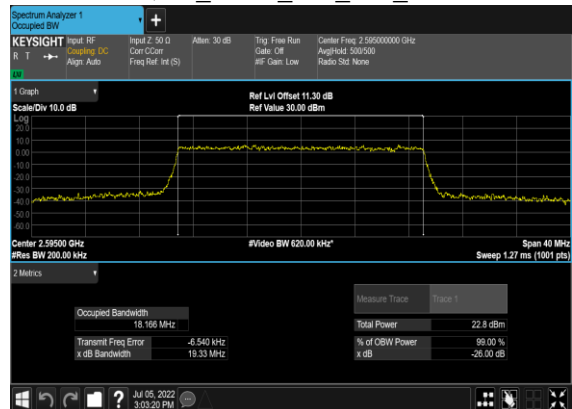 Spectrum Analyzer 1
Occupied BW
KEYSIGHT
R T
Input: RF
Coupling: DC
Align: Auto
Input Z: 50 Ω
Corr CCorr
Freq Ref: Int (S)
Atten: 30 dB
Trig: Free Run
Gate: Off
#IF Gain: Low
Center Freq: 2.595000000 GHz
Avg|Hold: 500/500
Radio Std: None
1 Graph
Scale/Div 10.0 dB
Ref Lvl Offset 11.30 dB
Ref Value 30.00 dBm
Log
20.0
10.0
0.00
-10.0
-20.0
-30.0
-40.0
-50.0
-60.0
Center 2.59500 GHz
#Res BW 200.00 kHz
#Video BW 620.00 kHz*
Span 40 MHz
Sweep 1.27 ms (1001 pts)
2 Metrics
Measure Trace Trace 1
Occupied Bandwidth
18.166 MHz
Total Power 22.8 dBm
Transmit Freq Error -6.540 kHz
% of OBW Power 99.00 %
x dB Bandwidth 19.33 MHz
x dB -26.00 dB
?
Jul 05, 2022
3:03:20 PM